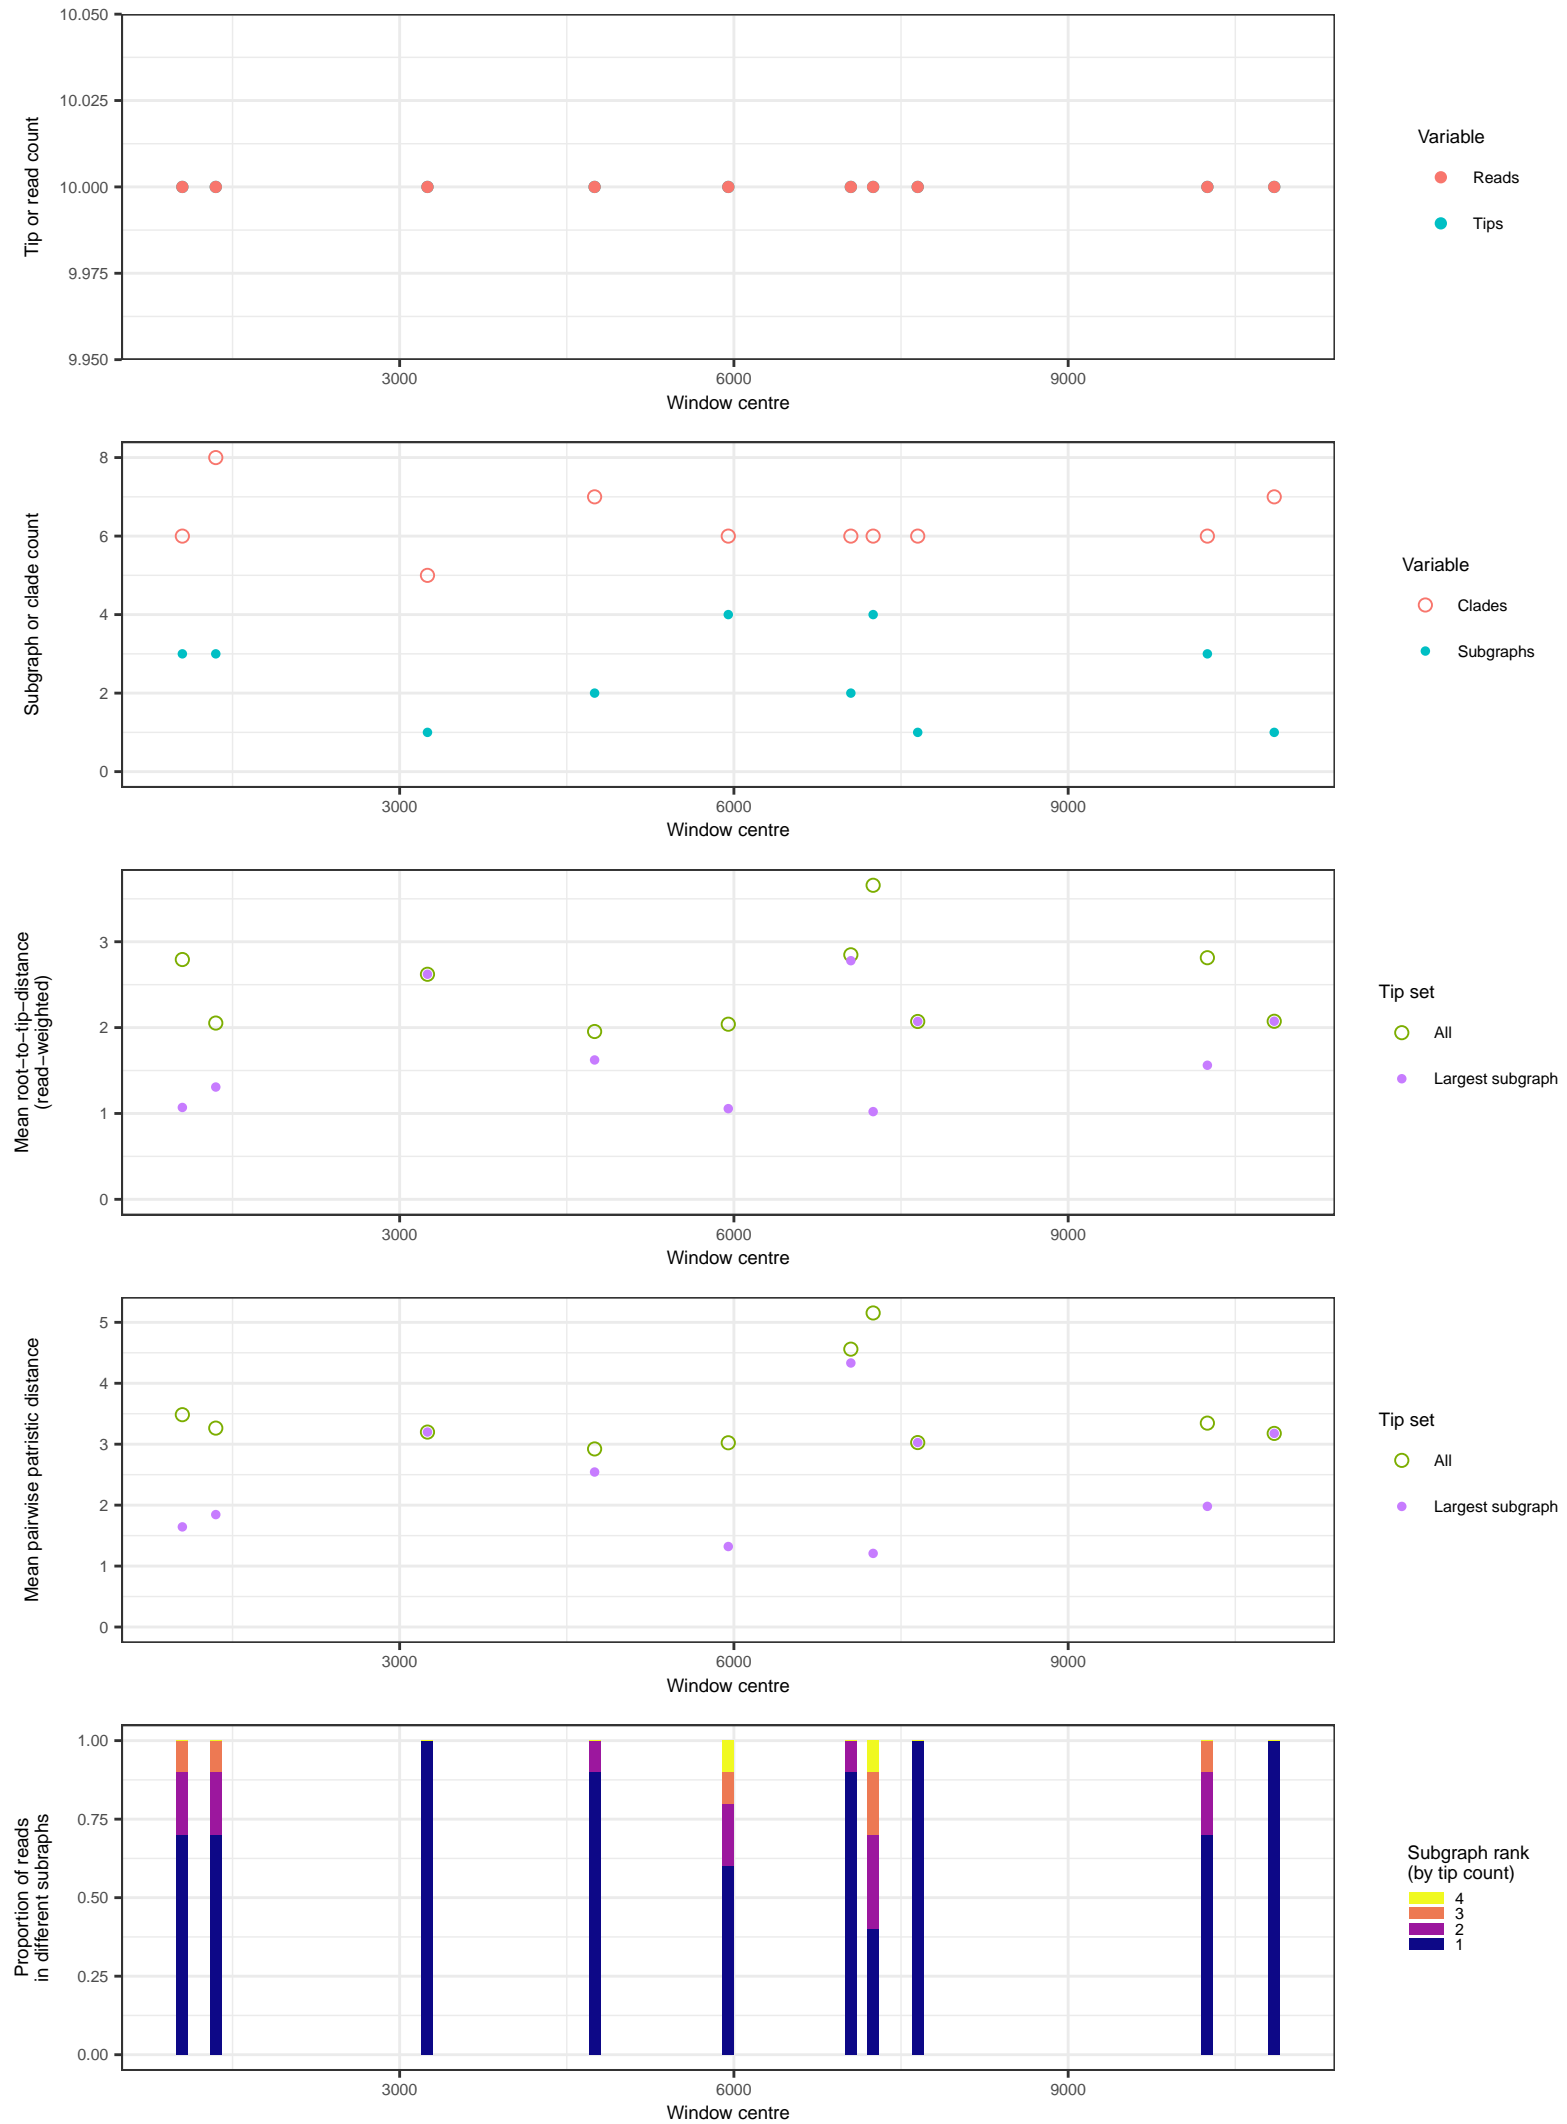 10.050
10.025
10.000
9.975
9.950
Tip or read count
3000
6000
9000
Window centre
Variable
Reads
Tips
8
6
4
2
0
Subgraph or clade count
3000
6000
9000
Window centre
Variable
Clades
Subgraphs
3
2
1
0
Mean root−to−tip−distance
(read−weighted)
3000
6000
9000
Window centre
Tip set
All
Largest subgraph
5
4
3
2
1
0
Mean pairwise patristic distance
3000
6000
9000
Window centre
Tip set
All
Largest subgraph
1.00
0.75
0.50
0.25
0.00
Proportion of reads
in different subraphs
3000
6000
9000
Window centre
Subgraph rank
(by tip count)
4
3
2
1